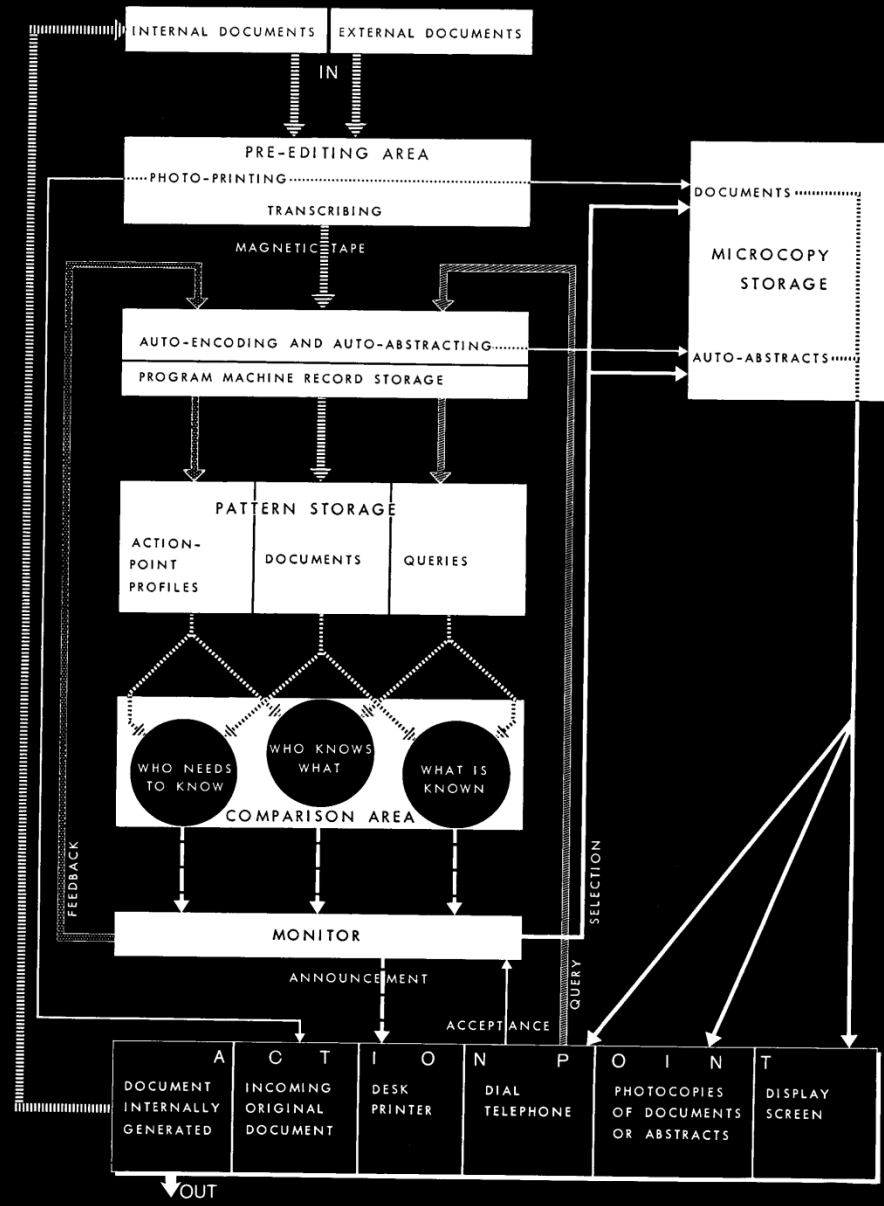 INTERNAL DOCUMENTS
EXTERNAL DOCUMENTS
IN
PRE-EDITING AREA
PHOTO-PRINTING
TRANSCRIBING
MAGNETIC TAPE
DOCUMENTS
MICROCOPY
STORAGE
AUTO-ABSTRACTS
AUTO-ENCODING AND AUTO-ABSTRACTING
PROGRAM MACHINE RECORD STORAGE
PATTERN STORAGE
ACTION-
POINT
PROFILES
DOCUMENTS
QUERIES
WHO NEEDS
TO KNOW
WHO KNOWS
WHAT
WHAT IS
KNOWN
COMPARISON AREA
FEEDBACK
SELECTION
MONITOR
ANNOUNCEMENT
QUERY
ACCEPTANCE
ACTION POINT
DOCUMENT
INTERNALLY
GENERATED
INCOMING
ORIGINAL
DOCUMENT
DESK
PRINTER
DIAL
TELEPHONE
PHOTOCOPIES
OF DOCUMENTS
OR ABSTRACTS
DISPLAY
SCREEN
OUT